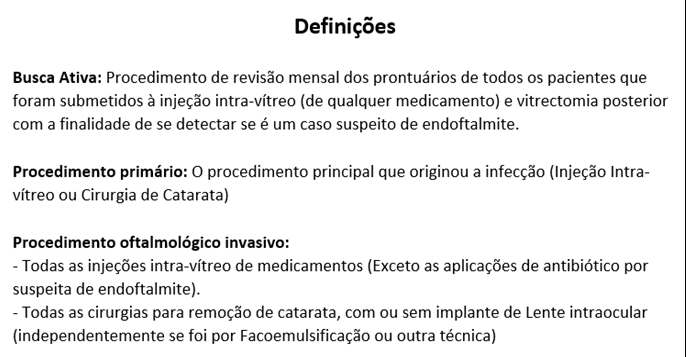 Definições
Busca Ativa: Procedimento de revisão mensal dos prontuários de todos os pacientes que
foram submetidos à injeção intra-vítreo (de qualquer medicamento) e vitrectomia posterior
com a finalidade de se detectar se é um caso suspeito de endoftalmite.
Procedimento primário: O procedimento principal que originou a infecção (Injeção Intra-
vítreo ou Cirurgia de Catarata)
Procedimento oftalmológico invasivo:
- Todas as injeções intra-vítreo de medicamentos (Exceto as aplicações de antibiótico por
suspeita de endoftalmite).
- Todas as cirurgias para remoção de catarata, com ou sem implante de Lente intraocular
(independentemente se foi por Facoemulsificação ou outra técnica)